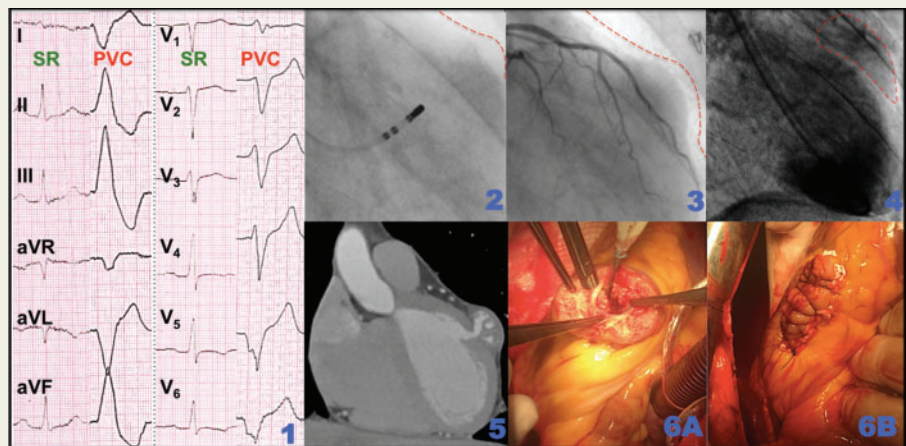 I
SR PVC
II
III
aVR
aVL
aVF
V1
SR PVC
V2
V3
V4
V5
V6
1
2
3
4
5
6A
6B